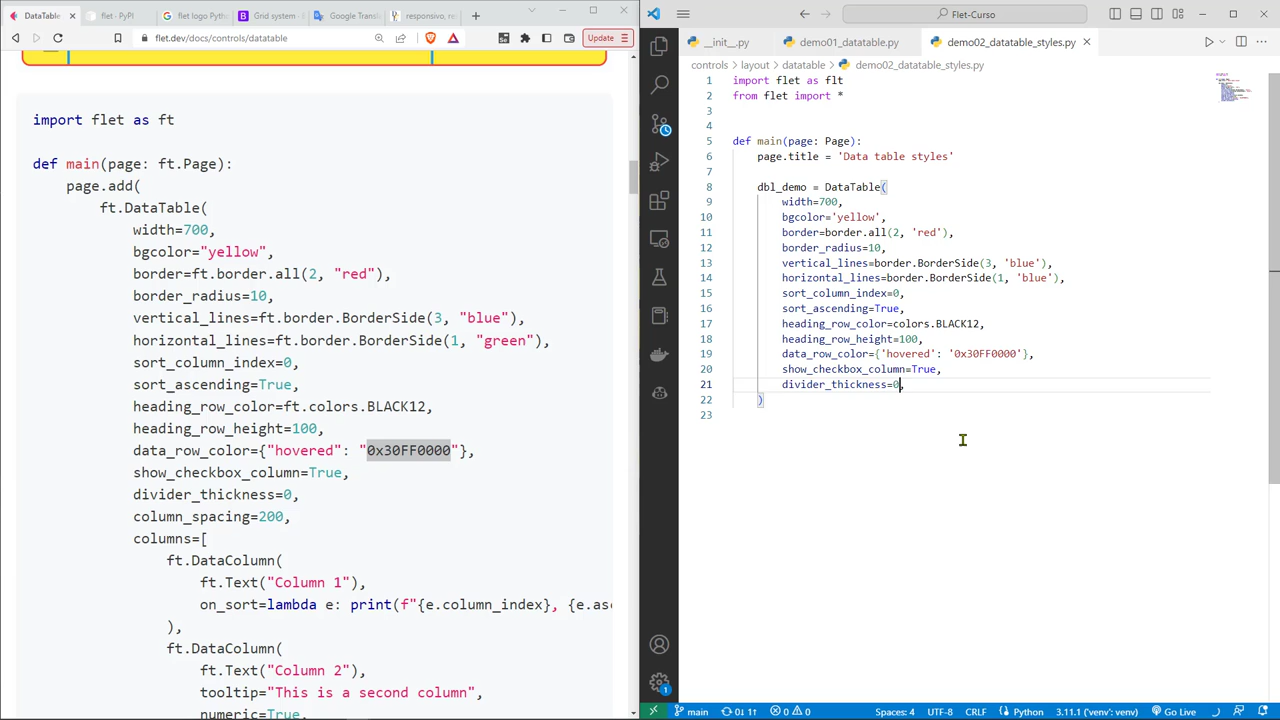 DataTable
flet · PyPI
flet logo Pytho
Grid system ·
Google Transl
responsivo, re
flet.dev/docs/controls/datatable
Update
import flet as ft
def main(page: ft.Page):
page.add(
ft.DataTable(
width=700,
bgcolor="yellow",
border=ft.border.all(2, "red"),
border_radius=10,
vertical_lines=ft.border.BorderSide(3, "blue"),
horizontal_lines=ft.border.BorderSide(1, "green"),
sort_column_index=0,
sort_ascending=True,
heading_row_color=ft.colors.BLACK12,
heading_row_height=100,
data_row_color={"hovered": "0x30FF0000"},
show_checkbox_column=True,
divider_thickness=0,
column_spacing=200,
columns=[
ft.DataColumn(
ft.Text("Column 1"),
on_sort=lambda e: print(f"{e.column_index}, {e.asc
),
ft.DataColumn(
ft.Text("Column 2"),
tooltip="This is a second column",
numeric=True,
Flet-Curso
__init__.py
demo01_datatable.py
demo02_datatable_styles.py
controls > layout > datatable > demo02_datatable_styles.py
1 import flet as flt
2 from flet import *
3
4
5 def main(page: Page):
6 page.title = 'Data table styles'
7
8 dbl_demo = DataTable(
9 width=700,
10 bgcolor='yellow',
11 border=border.all(2, 'red'),
12 border_radius=10,
13 vertical_lines=border.BorderSide(3, 'blue'),
14 horizontal_lines=border.BorderSide(1, 'blue'),
15 sort_column_index=0,
16 sort_ascending=True,
17 heading_row_color=colors.BLACK12,
18 heading_row_height=100,
19 data_row_color={'hovered': '0x30FF0000'},
20 show_checkbox_column=True,
21 divider_thickness=0,
22 )
23
main
0↓ 1↑
0 0
Spaces: 4
UTF-8
CRLF
Python
3.11.1 ('venv': venv)
Go Live